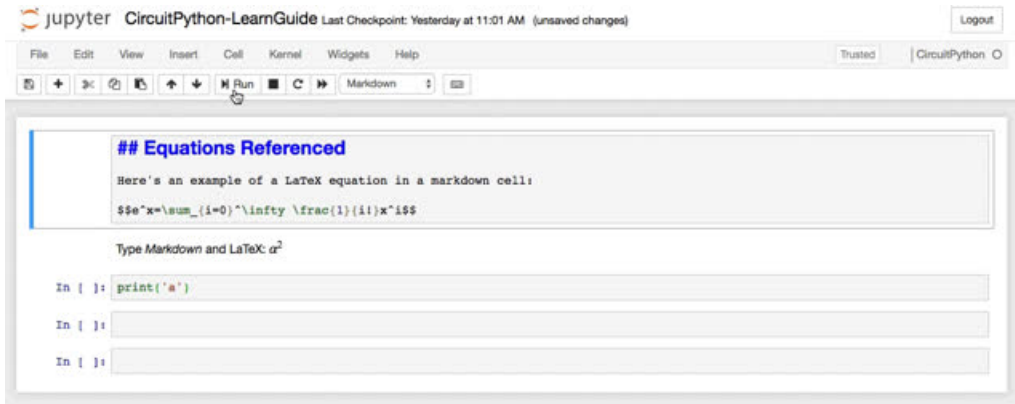 jupyter CircuitPython-LearnGuide Last Checkpoint: Yesterday at 11:01 AM (unsaved changes) Logout
File Edit View Insert Cell Kernel Widgets Help Trusted CircuitPython
Run Markdown
## Equations Referenced
Here's an example of a LaTeX equation in a markdown cell:
$$e^x=\sum_{i=0}^\infty \frac{1}{i!}x^i$$
Type Markdown and LaTeX: α²
In [ ]: print('a')
In [ ]:
In [ ]: